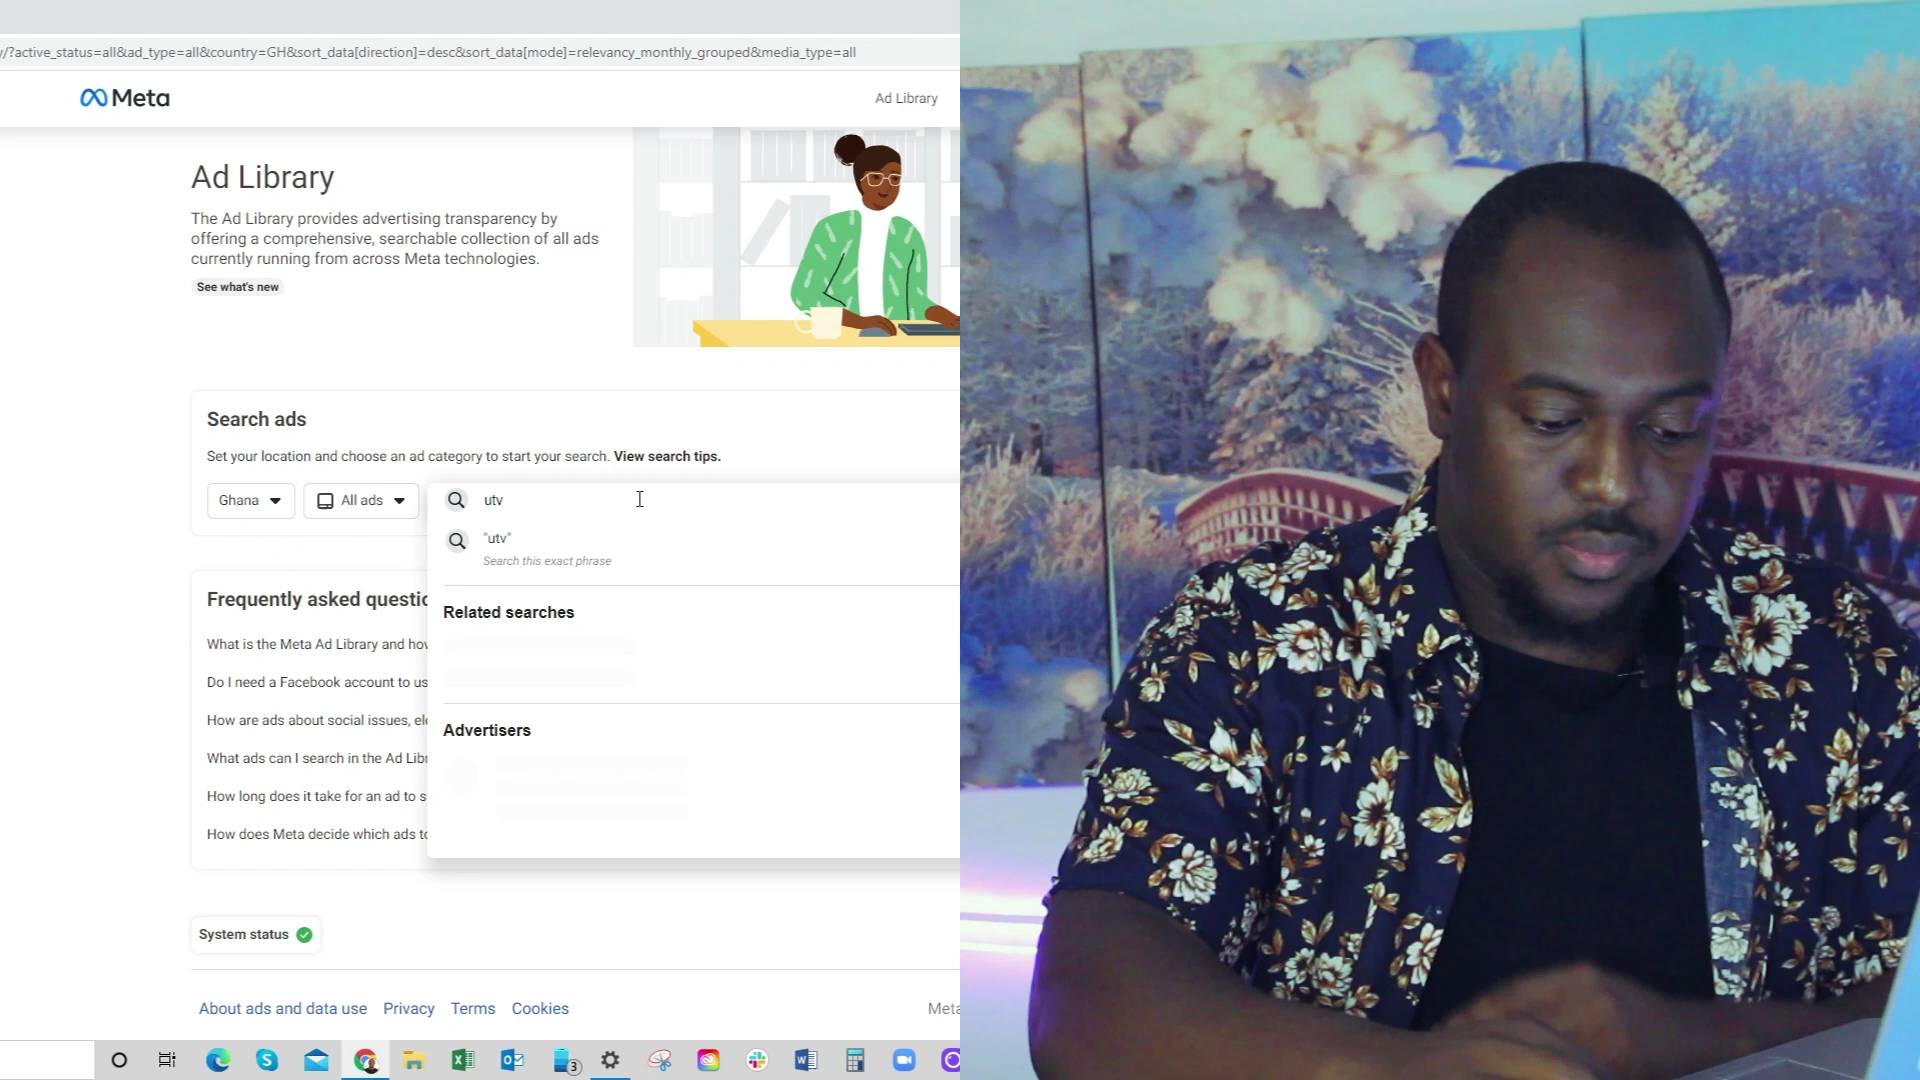 /?active_status=all&ad_type=all&country=GH&sort_data[direction]=desc&sort_data[mode]=relevancy_monthly_grouped&media_type=all
Meta
Ad Library
Ad Library
The Ad Library provides advertising transparency by
offering a comprehensive, searchable collection of all ads
currently running from across Meta technologies.
See what's new
Search ads
Set your location and choose an ad category to start your search. View search tips.
Ghana
All ads
utv
"utv"
Search this exact phrase
Related searches
Advertisers
Frequently asked questio
What is the Meta Ad Library and how
Do I need a Facebook account to us
How are ads about social issues, ele
What ads can I search in the Ad Libr
How long does it take for an ad to s
How does Meta decide which ads to
System status
About ads and data use Privacy Terms Cookies
Meta
3